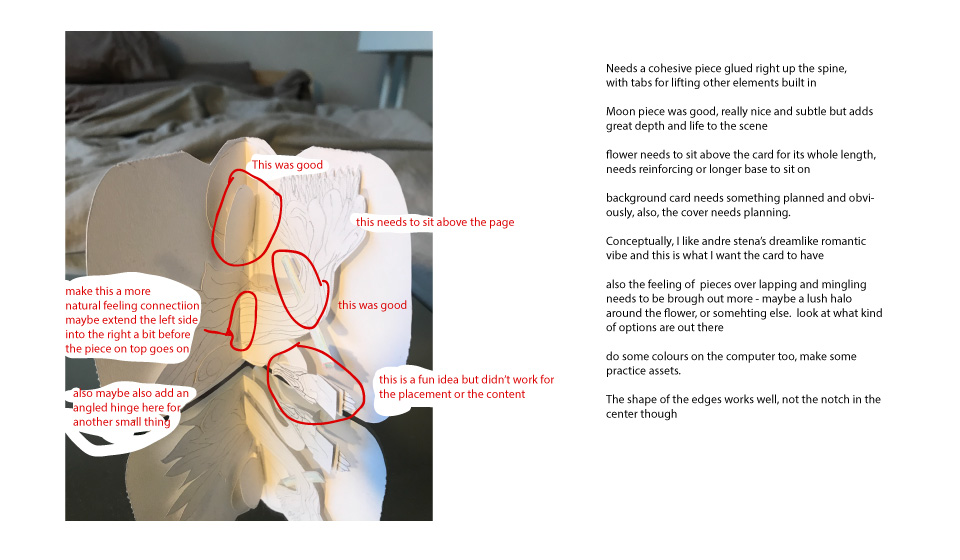 This was good
this needs to sit above the page
make this a more
natural feeling connectiion
maybe extend the left side
into the right a bit before
the piece on top goes on
this was good
this is a fun idea but didn't work for
the placement or the content
also maybe also add an
angled hinge here for
another small thing
Needs a cohesive piece glued right up the spine,
with tabs for lifting other elements built in
Moon piece was good, really nice and subtle but adds
great depth and life to the scene
flower needs to sit above the card for its whole length,
needs reinforcing or longer base to sit on
background card needs something planned and obvi-
ously, also, the cover needs planning.
Conceptually, I like andre stena's dreamlike romantic
vibe and this is what I want the card to have
also the feeling of  pieces over lapping and mingling
needs to be brough out more - maybe a lush halo
around the flower, or somehting else.  look at what kind
of options are out there
do some colours on the computer too, make some
practice assets.
The shape of the edges works well, not the notch in the
center though